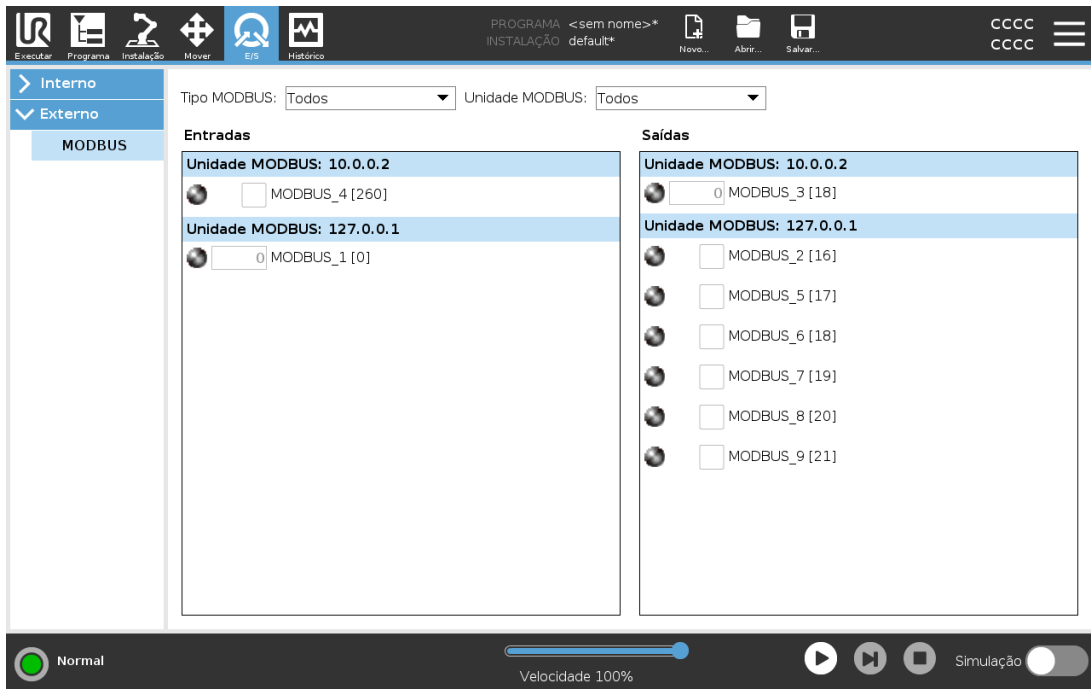 PROGRAMA <sem nome>*
INSTALAÇÃO default*
CCCC
CCCC
Executar Programa Instalação Mover E/S Histórico Novo... Abrir... Salvar...
Interno
Externo
MODBUS
Tipo MODBUS: Todos Unidade MODBUS: Todos
Entradas
Unidade MODBUS: 10.0.0.2
MODBUS_4 [260]
Unidade MODBUS: 127.0.0.1
0 MODBUS_1 [0]
Saídas
Unidade MODBUS: 10.0.0.2
0 MODBUS_3 [18]
Unidade MODBUS: 127.0.0.1
MODBUS_2 [16]
MODBUS_5 [17]
MODBUS_6 [18]
MODBUS_7 [19]
MODBUS_8 [20]
MODBUS_9 [21]
Normal
Velocidade 100%
Simulação